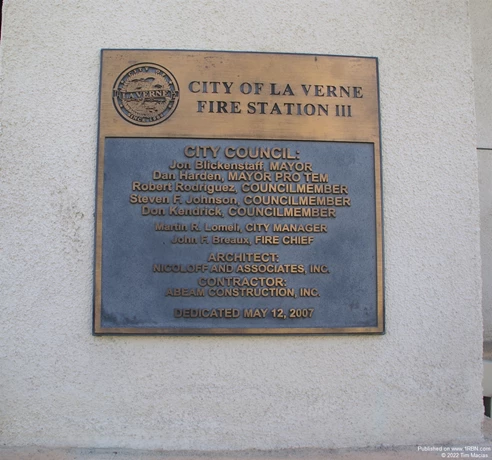 LA VERNE
CITY OF LA VERNE
FIRE STATION III
CITY COUNCIL:
Jon Blickenstaff, MAYOR
Dan Harden, MAYOR PRO TEM
Robert Rodriguez, COUNCILMEMBER
Steven F. Johnson, COUNCILMEMBER
Don Kendrick, COUNCILMEMBER
Martin R. Lomeli, CITY MANAGER
John F. Breaux, FIRE CHIEF
ARCHITECT:
NICOLOFF AND ASSOCIATES, INC.
CONTRACTOR:
ABEAM CONSTRUCTION, INC.
DEDICATED MAY 12, 2007
Published on www.1RBN.com
© 2022 Tim Macias